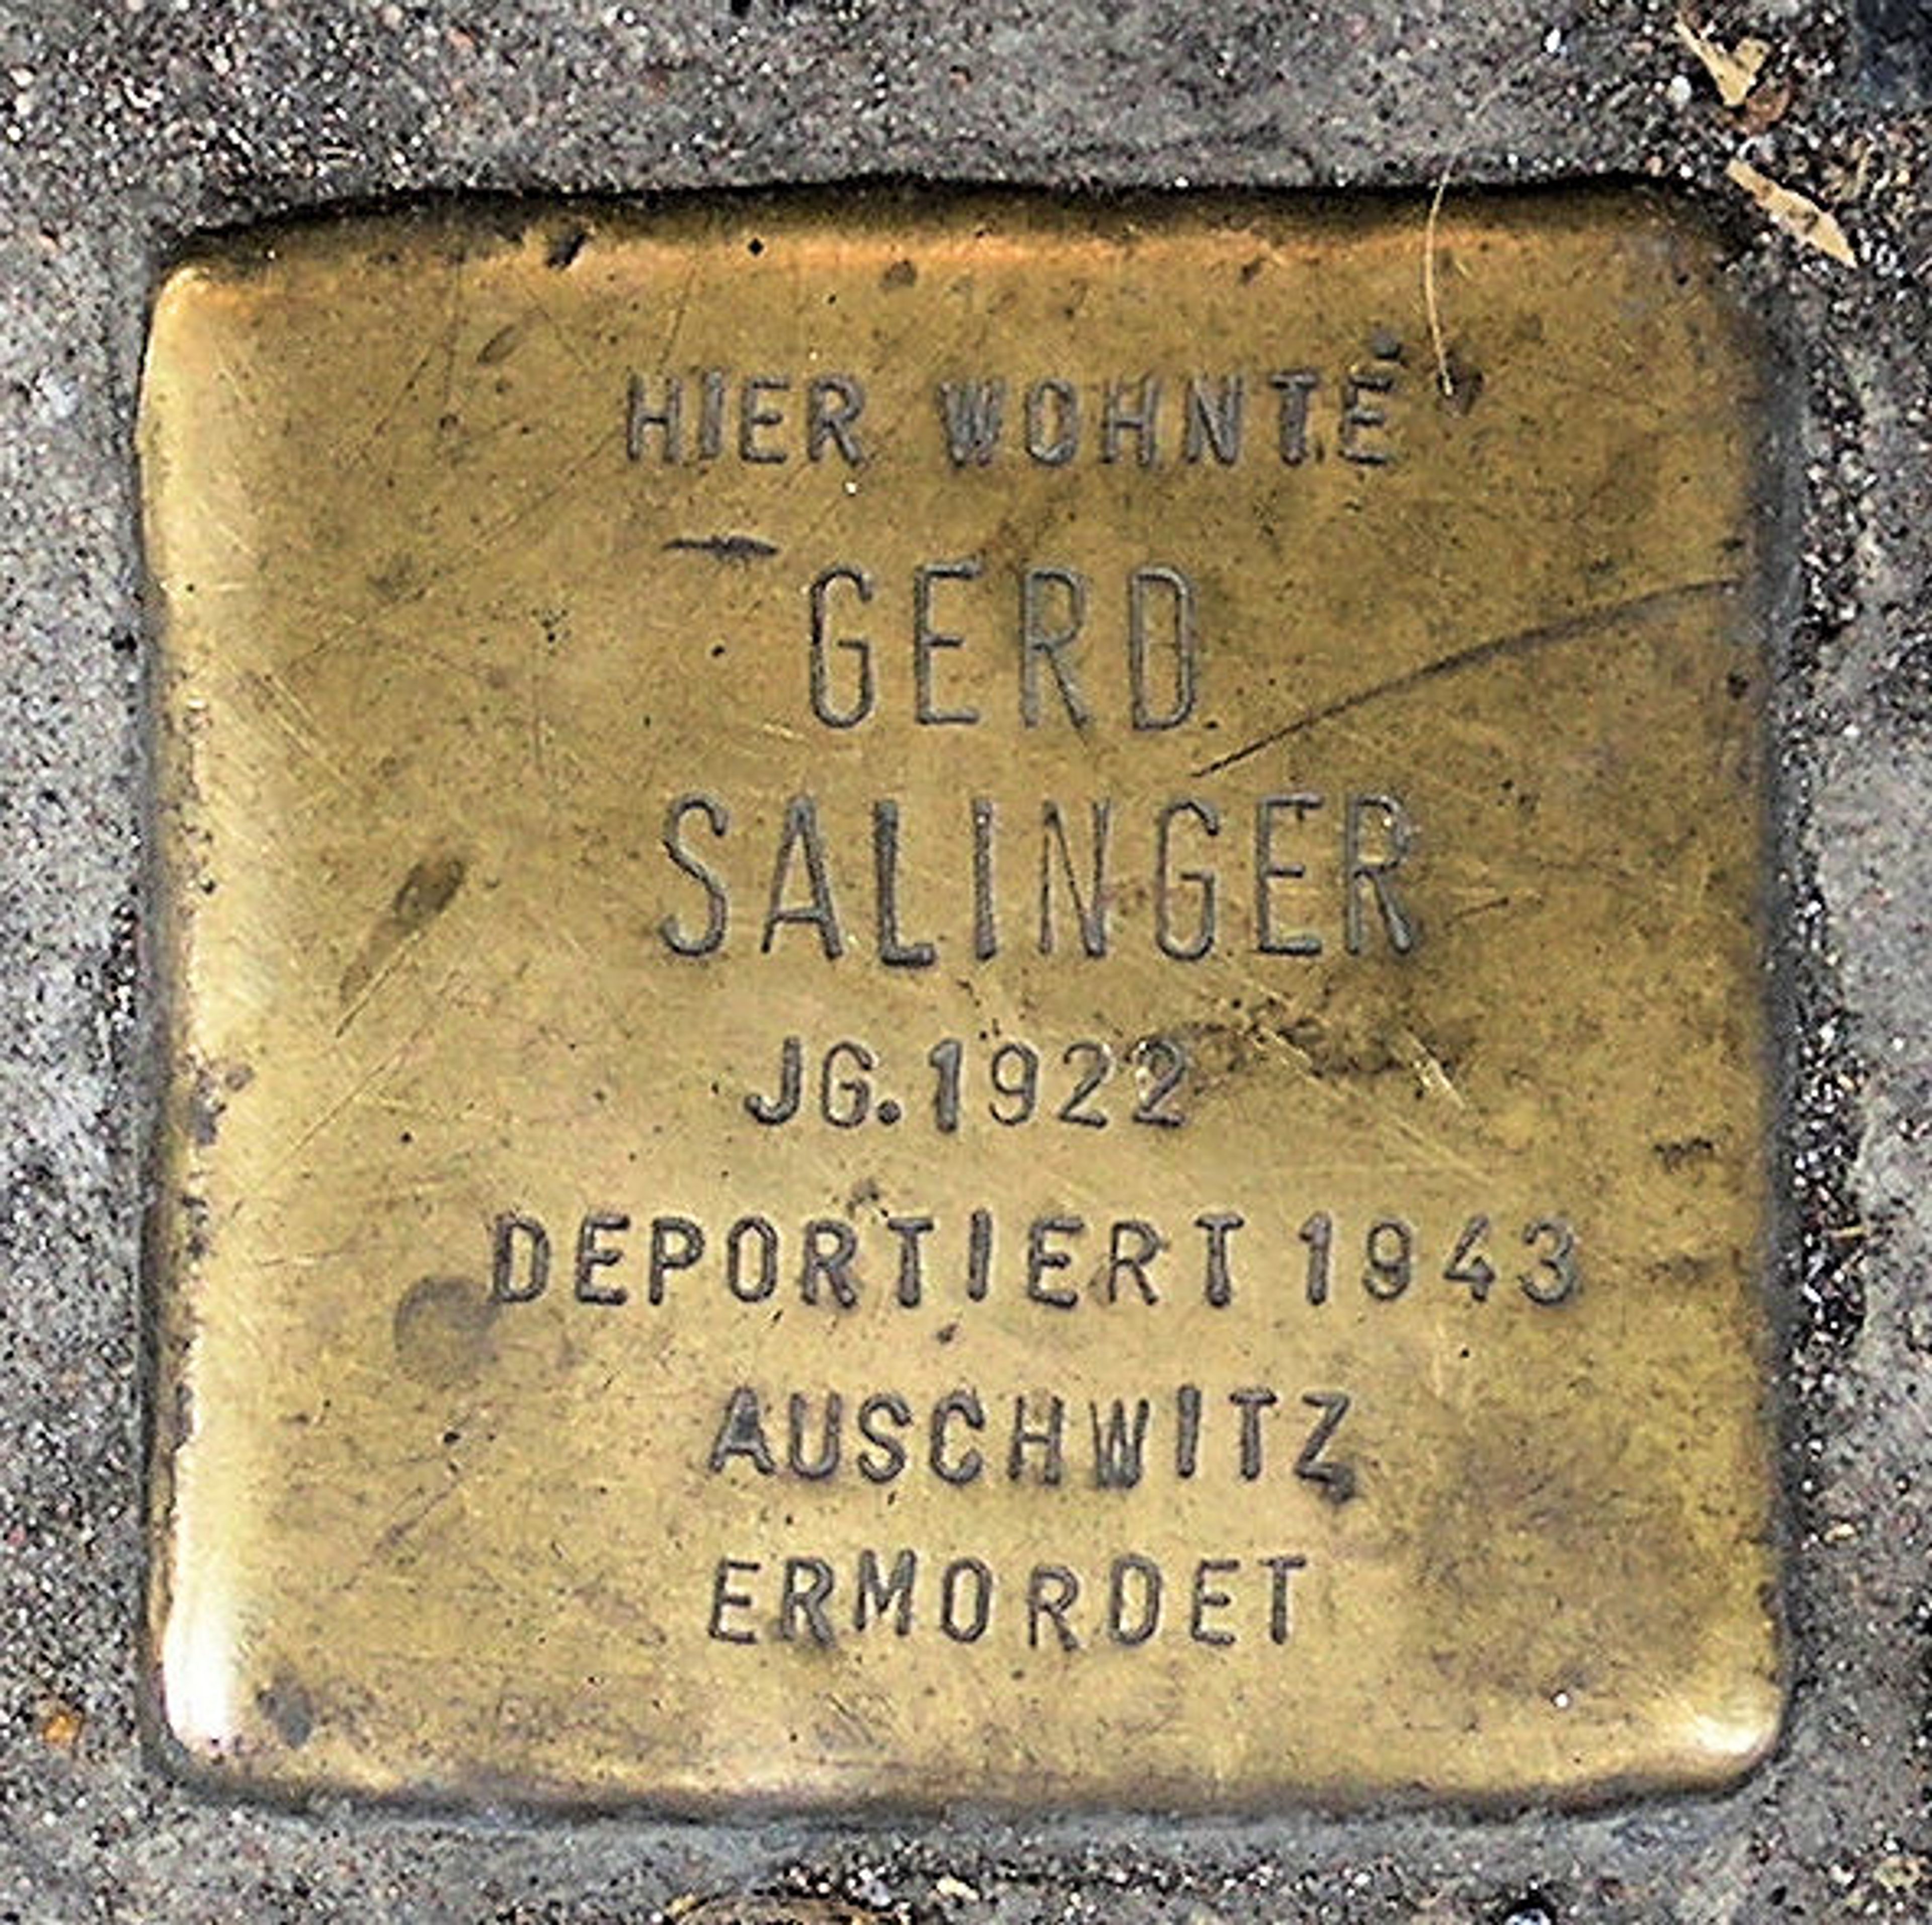 HIER WOHNTE
GERD
SALINGER
JG.1922
DEPORTIERT 1943
AUSCHWITZ
ERMORDET